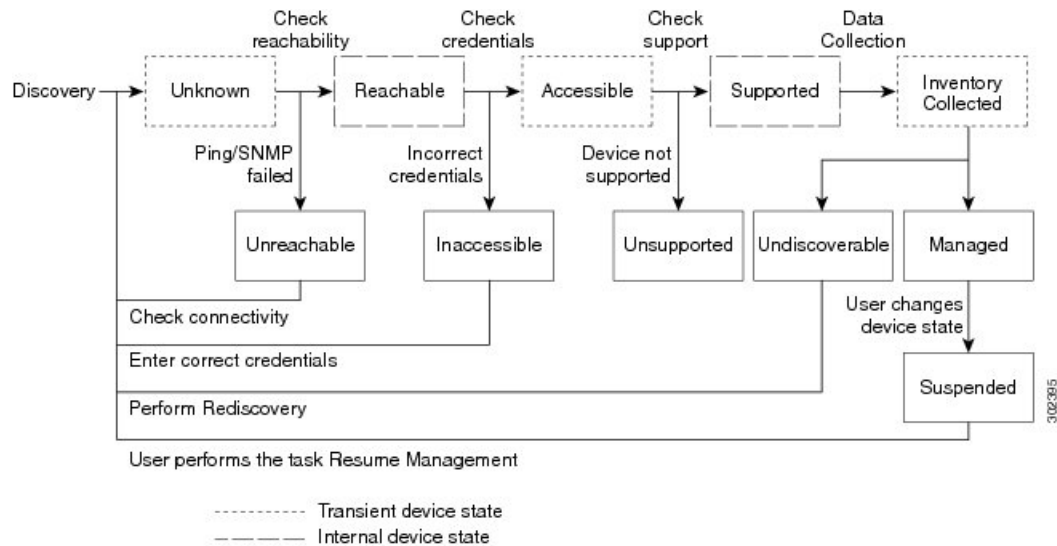 Check
reachability
Check
credentials
Check
support
Data
Collection
Discovery
Unknown
Reachable
Accessible
Supported
Inventory
Collected
Ping/SNMP
failed
Incorrect
credentials
Device not
supported
Unreachable
Inaccessible
Unsupported
Undiscoverable
Managed
Check connectivity
User changes
device state
Enter correct credentials
Suspended
Perform Rediscovery
302395
User performs the task Resume Management
Transient device state
Internal device state